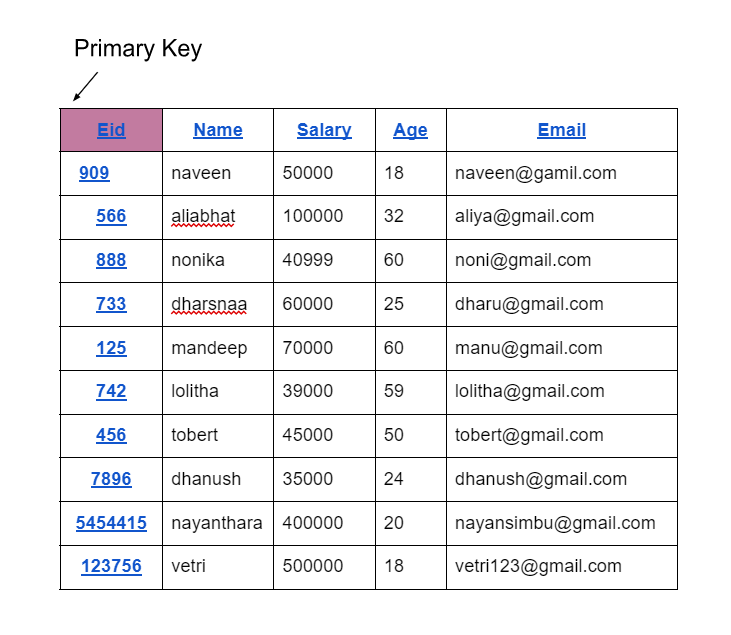 Primary Key
Eid Name Salary Age Email
909 naveen 50000 18 naveen@gamil.com
566 aliabhat 100000 32 aliya@gmail.com
888 nonika 40999 60 noni@gmail.com
733 dharsnaa 60000 25 dharu@gmail.com
125 mandeep 70000 60 manu@gmail.com
742 lolitha 39000 59 lolitha@gmail.com
456 tobert 45000 50 tobert@gmail.com
7896 dhanush 35000 24 dhanush@gmail.com
5454415 nayanthara 400000 20 nayansimbu@gmail.com
123756 vetri 500000 18 vetri123@gmail.com